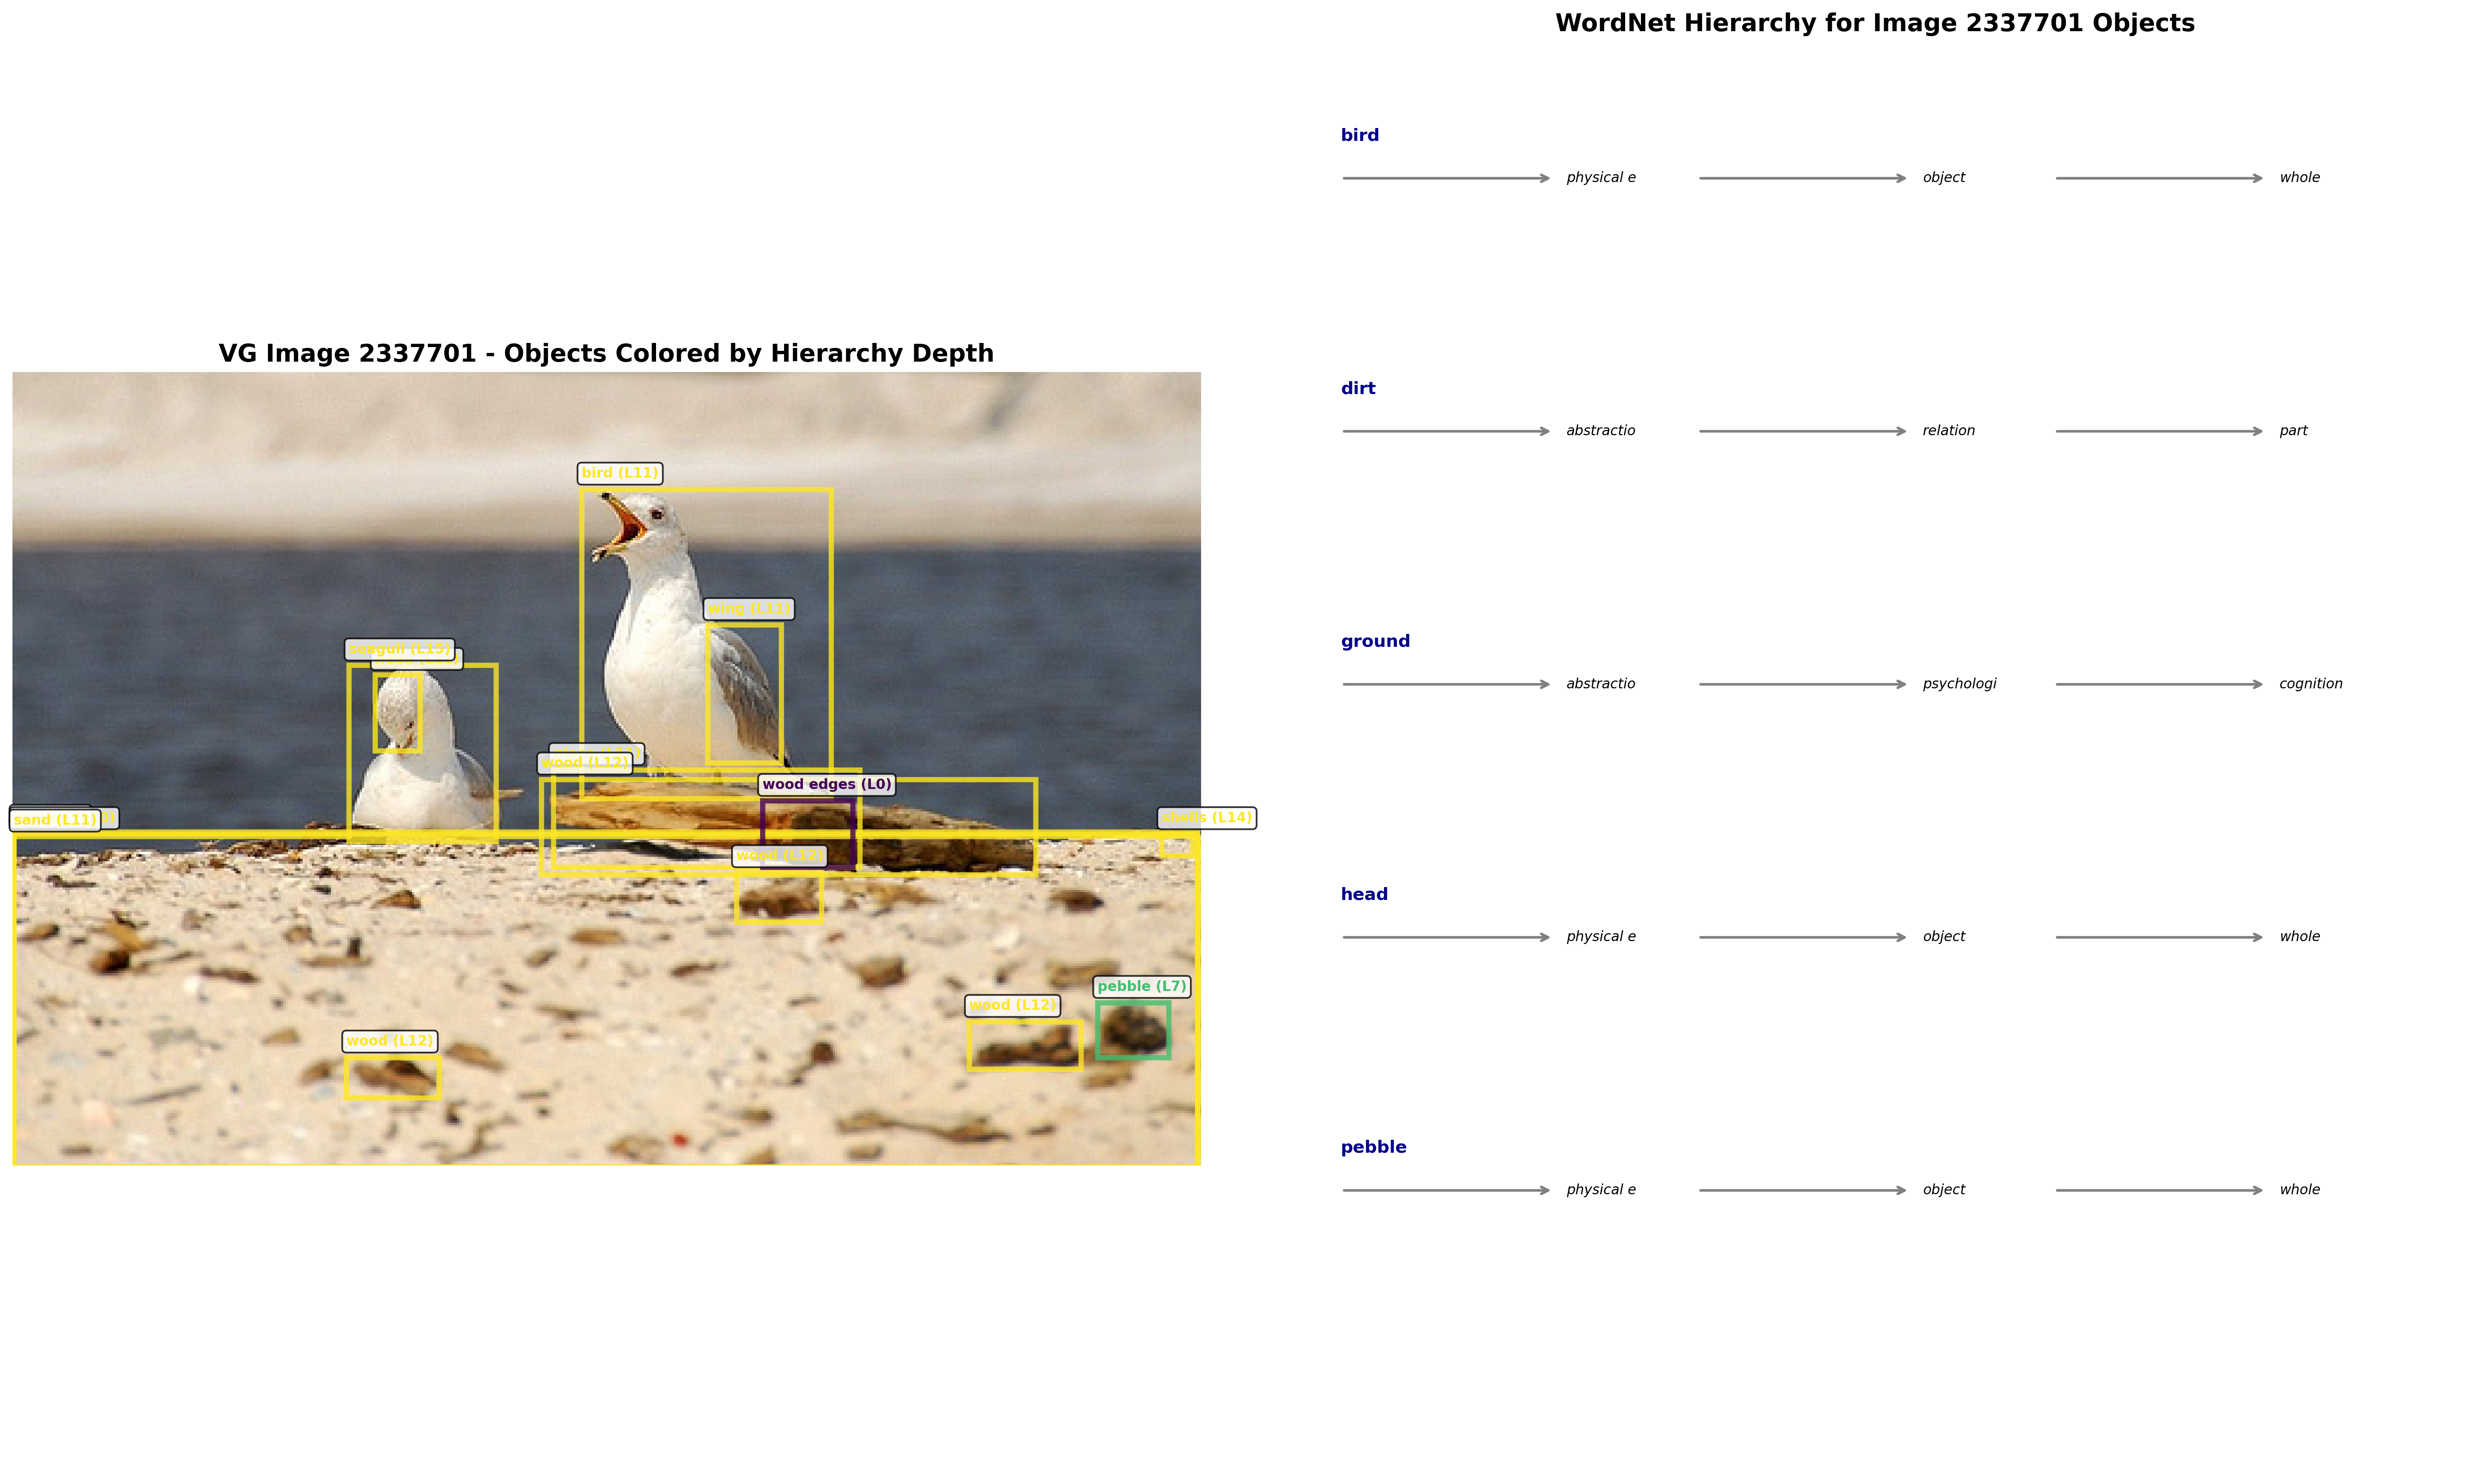 WordNet Hierarchy for Image 2337701 Objects
bird
physical e
object
whole
VG Image 2337701 - Objects Colored by Hierarchy Depth
dirt
abstractio
relation
part
bird (L11)
wing (L11)
seagull (L15)
wood (L12)
wood edges (L0)
sand (L11)
shells (L14)
wood (L12)
pebble (L7)
wood (L12)
wood (L12)
ground
abstractio
psychologi
cognition
head
physical e
object
whole
pebble
physical e
object
whole